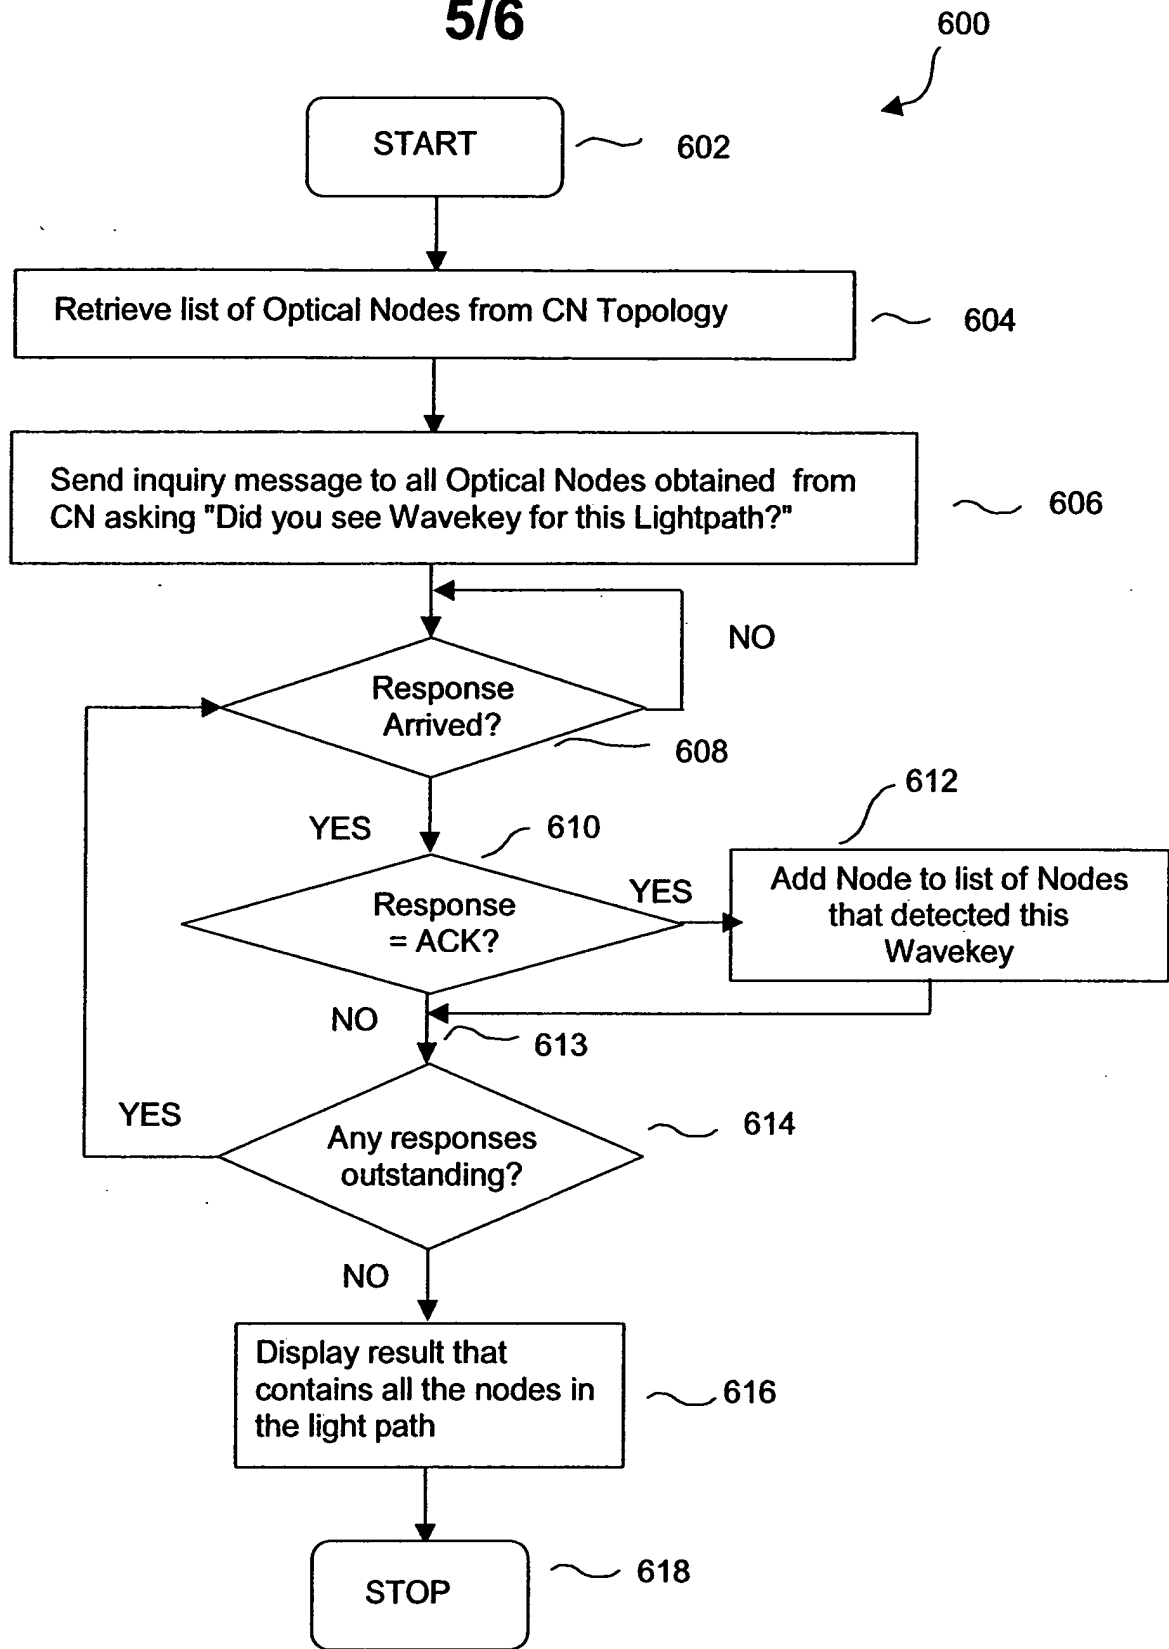 5/6
600
START
602
Retrieve list of Optical Nodes from CN Topology
604
Send inquiry message to all Optical Nodes obtained from
CN asking "Did you see Wavekey for this Lightpath?"
606
NO
Response
Arrived?
608
612
YES
610
Response
= ACK?
YES
Add Node to list of Nodes
that detected this
Wavekey
NO
613
YES
614
Any responses
outstanding?
NO
Display result that
contains all the nodes in
the light path
616
STOP
618